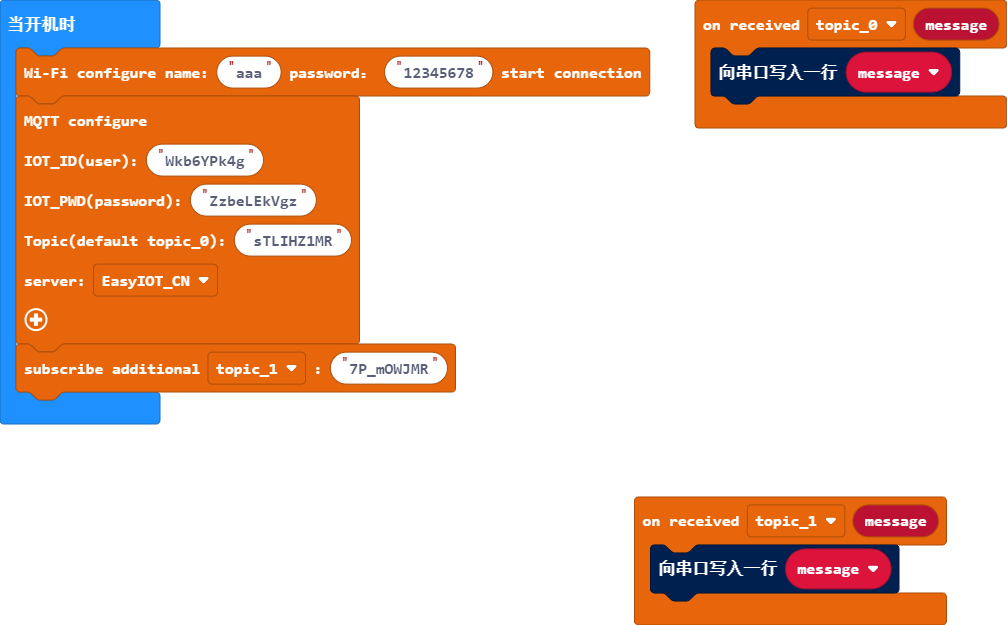 当开机时
Wi-Fi configure name: "aaa" password: "12345678" start connection
MQTT configure
IOT_ID(user): "Wkb6YPk4g"
IOT_PWD(password): "ZzbeLEkVgz"
Topic(default topic_0): "sTLIHZ1MR"
server: EasyIOT_CN
subscribe additional topic_1 : "7P_mOWJMR"
on received topic_0 message
向串口写入一行 message
on received topic_1 message
向串口写入一行 message